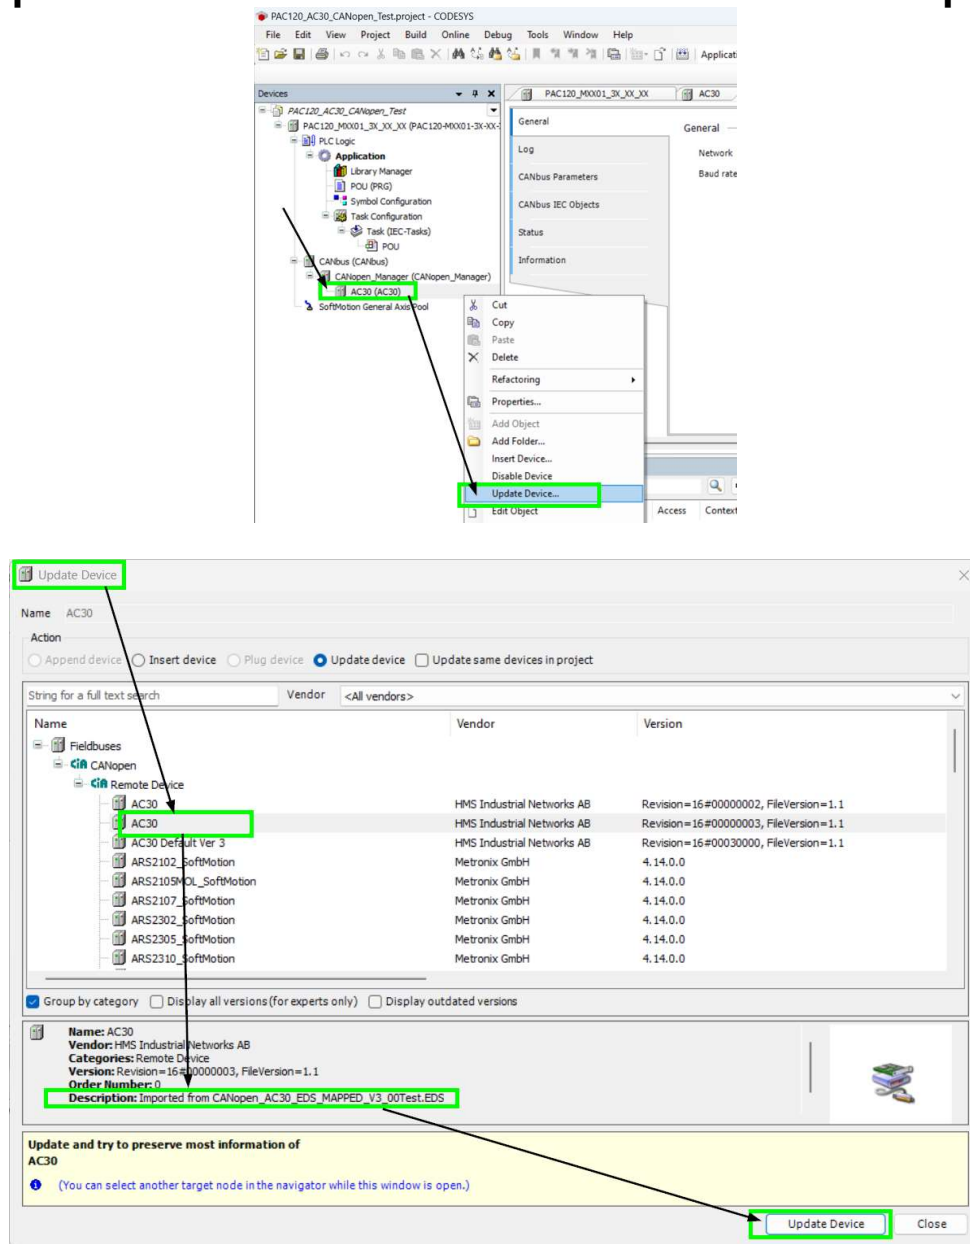 PAC120_AC30_CANopen_Test.project - CODESYS
File Edit View Project Build Online Debug Tools Window Help
Applicati
Devices
PAC120_AC30_CANopen_Test
PAC120_MXX01_3X_XX_XX (PAC120-MXX01-3X-XX-
PLC Logic
Application
Library Manager
POU (PRG)
Symbol Configuration
Task Configuration
Task (IEC-Tasks)
POU
CANbus (CANbus)
CANopen_Manager (CANopen_Manager)
AC30 (AC30)
SoftMotion General Axis Pool
PAC120_MXX01_3X_XX_XX AC30
General
Log
CANbus Parameters
CANbus IEC Objects
Status
Information
General
Network
Baud rate
Cut
Copy
Paste
Delete
Refactoring
Properties...
Add Object
Add Folder...
Insert Device...
Disable Device
Update Device...
Edit Object
Access Context
Update Device
Name AC30
Action
Append device Insert device Plug device Update device Update same devices in project
String for a full text search Vendor <All vendors>
Name Vendor Version
Fieldbuses
CiA CANopen
CiA Remote Device
AC30 HMS Industrial Networks AB Revision=16#00000002, FileVersion=1.1
AC30 HMS Industrial Networks AB Revision=16#00000003, FileVersion=1.1
AC30 Default Ver 3 HMS Industrial Networks AB Revision=16#00030000, FileVersion=1.1
ARS2102_SoftMotion Metronix GmbH 4.14.0.0
ARS2105MOL_SoftMotion Metronix GmbH 4.14.0.0
ARS2107_SoftMotion Metronix GmbH 4.14.0.0
ARS2302_SoftMotion Metronix GmbH 4.14.0.0
ARS2305_SoftMotion Metronix GmbH 4.14.0.0
ARS2310_SoftMotion Metronix GmbH 4.14.0.0
Group by category Display all versions (for experts only) Display outdated versions
Name: AC30
Vendor: HMS Industrial Networks AB
Categories: Remote Device
Version: Revision=16#00000003, FileVersion=1.1
Order Number: 0
Description: Imported from CANopen_AC30_EDS_MAPPED_V3_00Test.EDS
Update and try to preserve most information of
AC30
(You can select another target node in the navigator while this window is open.)
Update Device Close